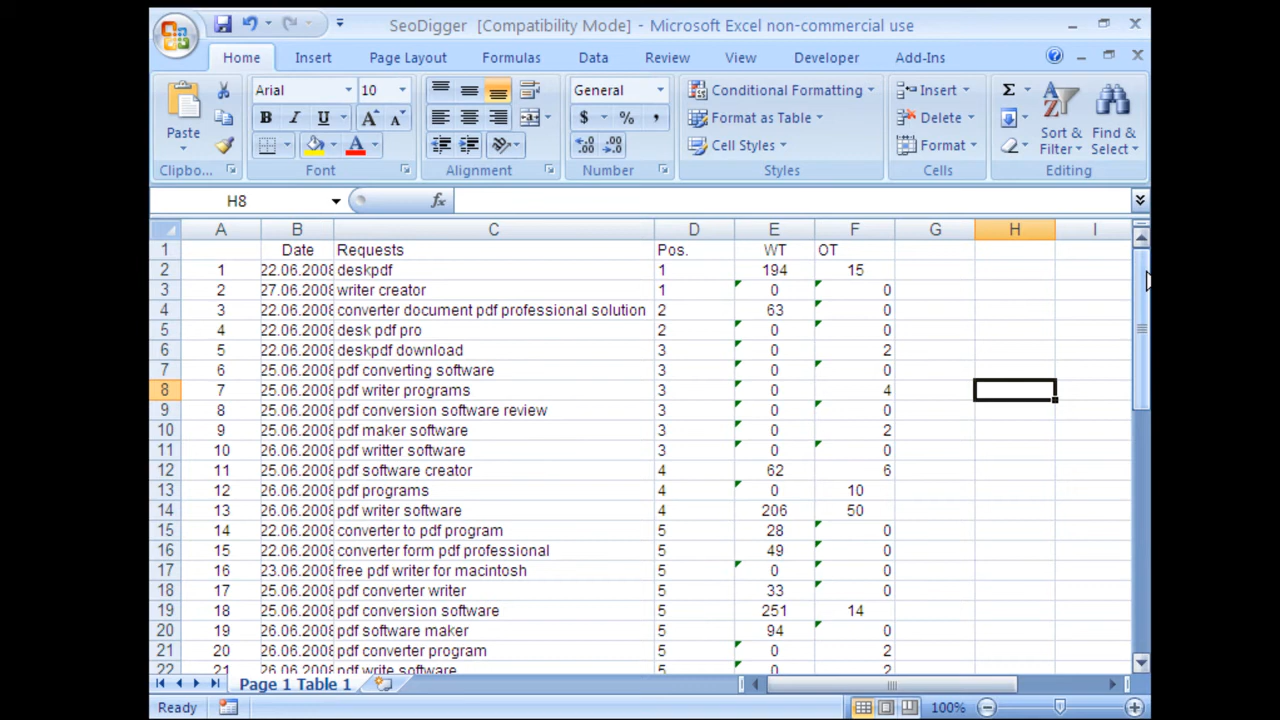 SeoDigger [Compatibility Mode] - Microsoft Excel non-commercial use
Home Insert Page Layout Formulas Data Review View Developer Add-Ins
Arial 10 General Conditional Formatting Insert
Paste B I U A A $ % , Format as Table Delete Sort & Find &
A Cell Styles Format Filter Select
Clipbo... Font Alignment Number Styles Cells Editing
H8 fx
A B C D E F G H I
1 Date Requests Pos. WT OT
2 1 22.06.2008 deskpdf 1 194 15
3 2 27.06.2008 writer creator 1 0 0
4 3 22.06.2008 converter document pdf professional solution 2 63 0
5 4 22.06.2008 desk pdf pro 2 0 0
6 5 22.06.2008 deskpdf download 3 0 2
7 6 25.06.2008 pdf converting software 3 0 0
8 7 25.06.2008 pdf writer programs 3 0 4
9 8 25.06.2008 pdf conversion software review 3 0 0
10 9 25.06.2008 pdf maker software 3 0 2
11 10 26.06.2008 pdf writter software 3 0 0
12 11 25.06.2008 pdf software creator 4 62 6
13 12 26.06.2008 pdf programs 4 0 10
14 13 26.06.2008 pdf writer software 4 206 50
15 14 22.06.2008 converter to pdf program 5 28 0
16 15 22.06.2008 converter form pdf professional 5 49 0
17 16 23.06.2008 free pdf writer for macintosh 5 0 0
18 17 25.06.2008 pdf converter writer 5 33 0
19 18 25.06.2008 pdf conversion software 5 251 14
20 19 26.06.2008 pdf software maker 5 94 0
21 20 26.06.2008 pdf converter program 5 0 2
22 21 26.06.2008 pdf write software 5 0 2
Page 1 Table 1
Ready 100%